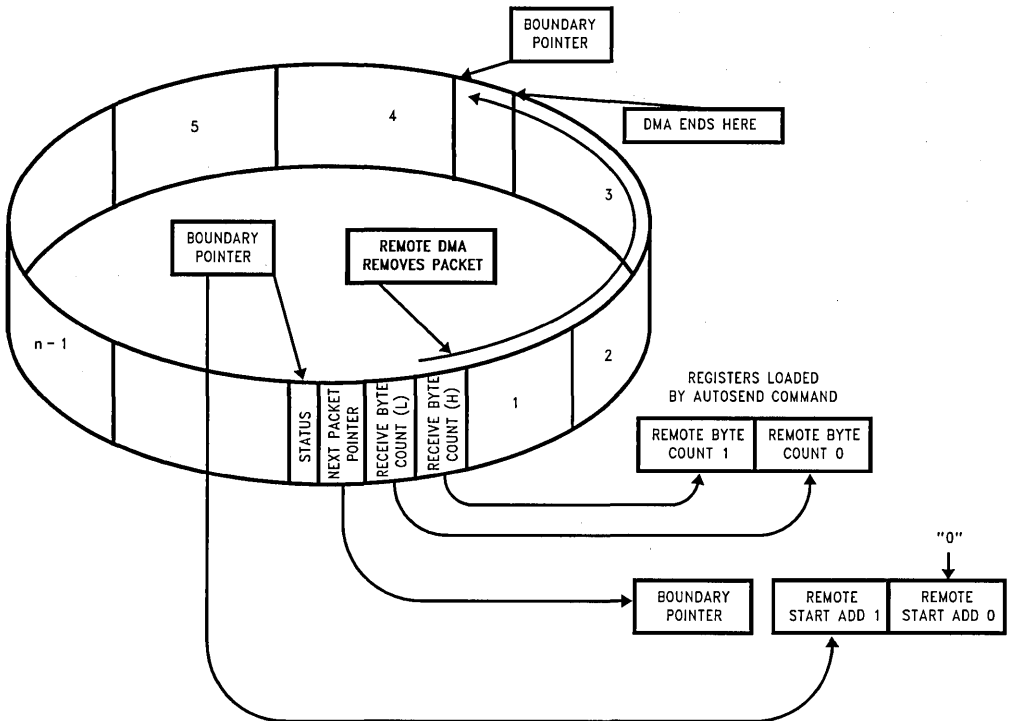 BOUNDARY
POINTER
DMA ENDS HERE
5
4
3
BOUNDARY
POINTER
REMOTE DMA
REMOVES PACKET
n - 1
2
1
STATUS
NEXT PACKET
POINTER
RECEIVE BYTE
COUNT (L)
RECEIVE BYTE
COUNT (H)
REGISTERS LOADED
BY AUTOSEND COMMAND
REMOTE BYTE
COUNT 1
REMOTE BYTE
COUNT 0
"0"
BOUNDARY
POINTER
REMOTE
START ADD 1
REMOTE
START ADD 0